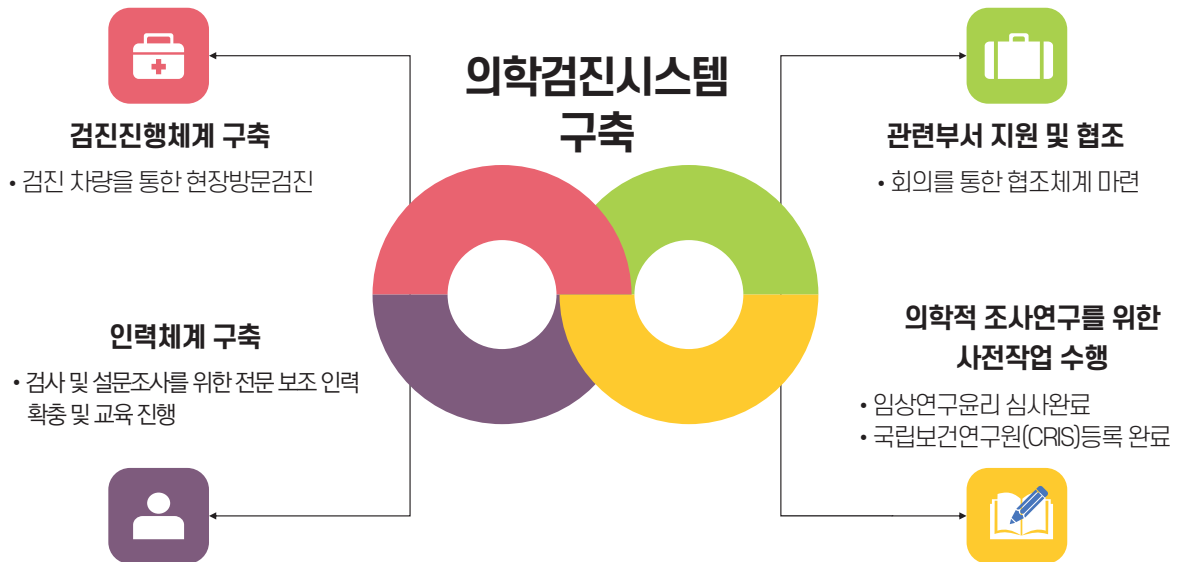 의학검진시스템
구축
검진진행체계 구축
• 검진 차량을 통한 현장방문검진
관련부서 지원 및 협조
• 회의를 통한 협조체계 마련
인력체계 구축
• 검사 및 설문조사를 위한 전문 보조 인력
확충 및 교육 진행
의학적 조사연구를 위한
사전작업 수행
• 임상연구윤리 심사완료
• 국립보건연구원(CRIS)등록 완료